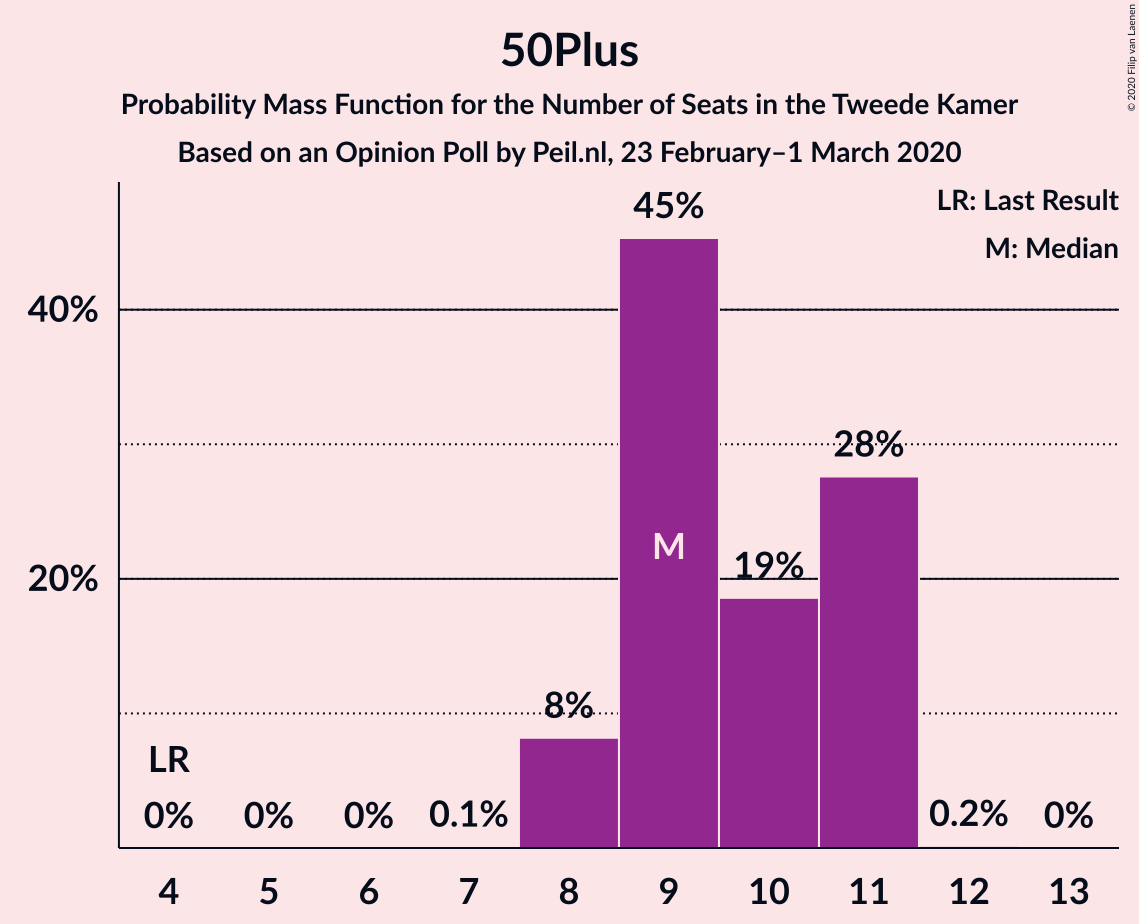 50Plus
Probability Mass Function for the Number of Seats in the Tweede Kamer
Based on an Opinion Poll by Peil.nl, 23 February–1 March 2020
© 2020 Filip van Laenen
LR: Last Result
M: Median
45%
40%
28%
M
19%
20%
8%
LR
0%
0%
0%
0.1%
0.2%
0%
4
5
6
7
8
9
10
11
12
13